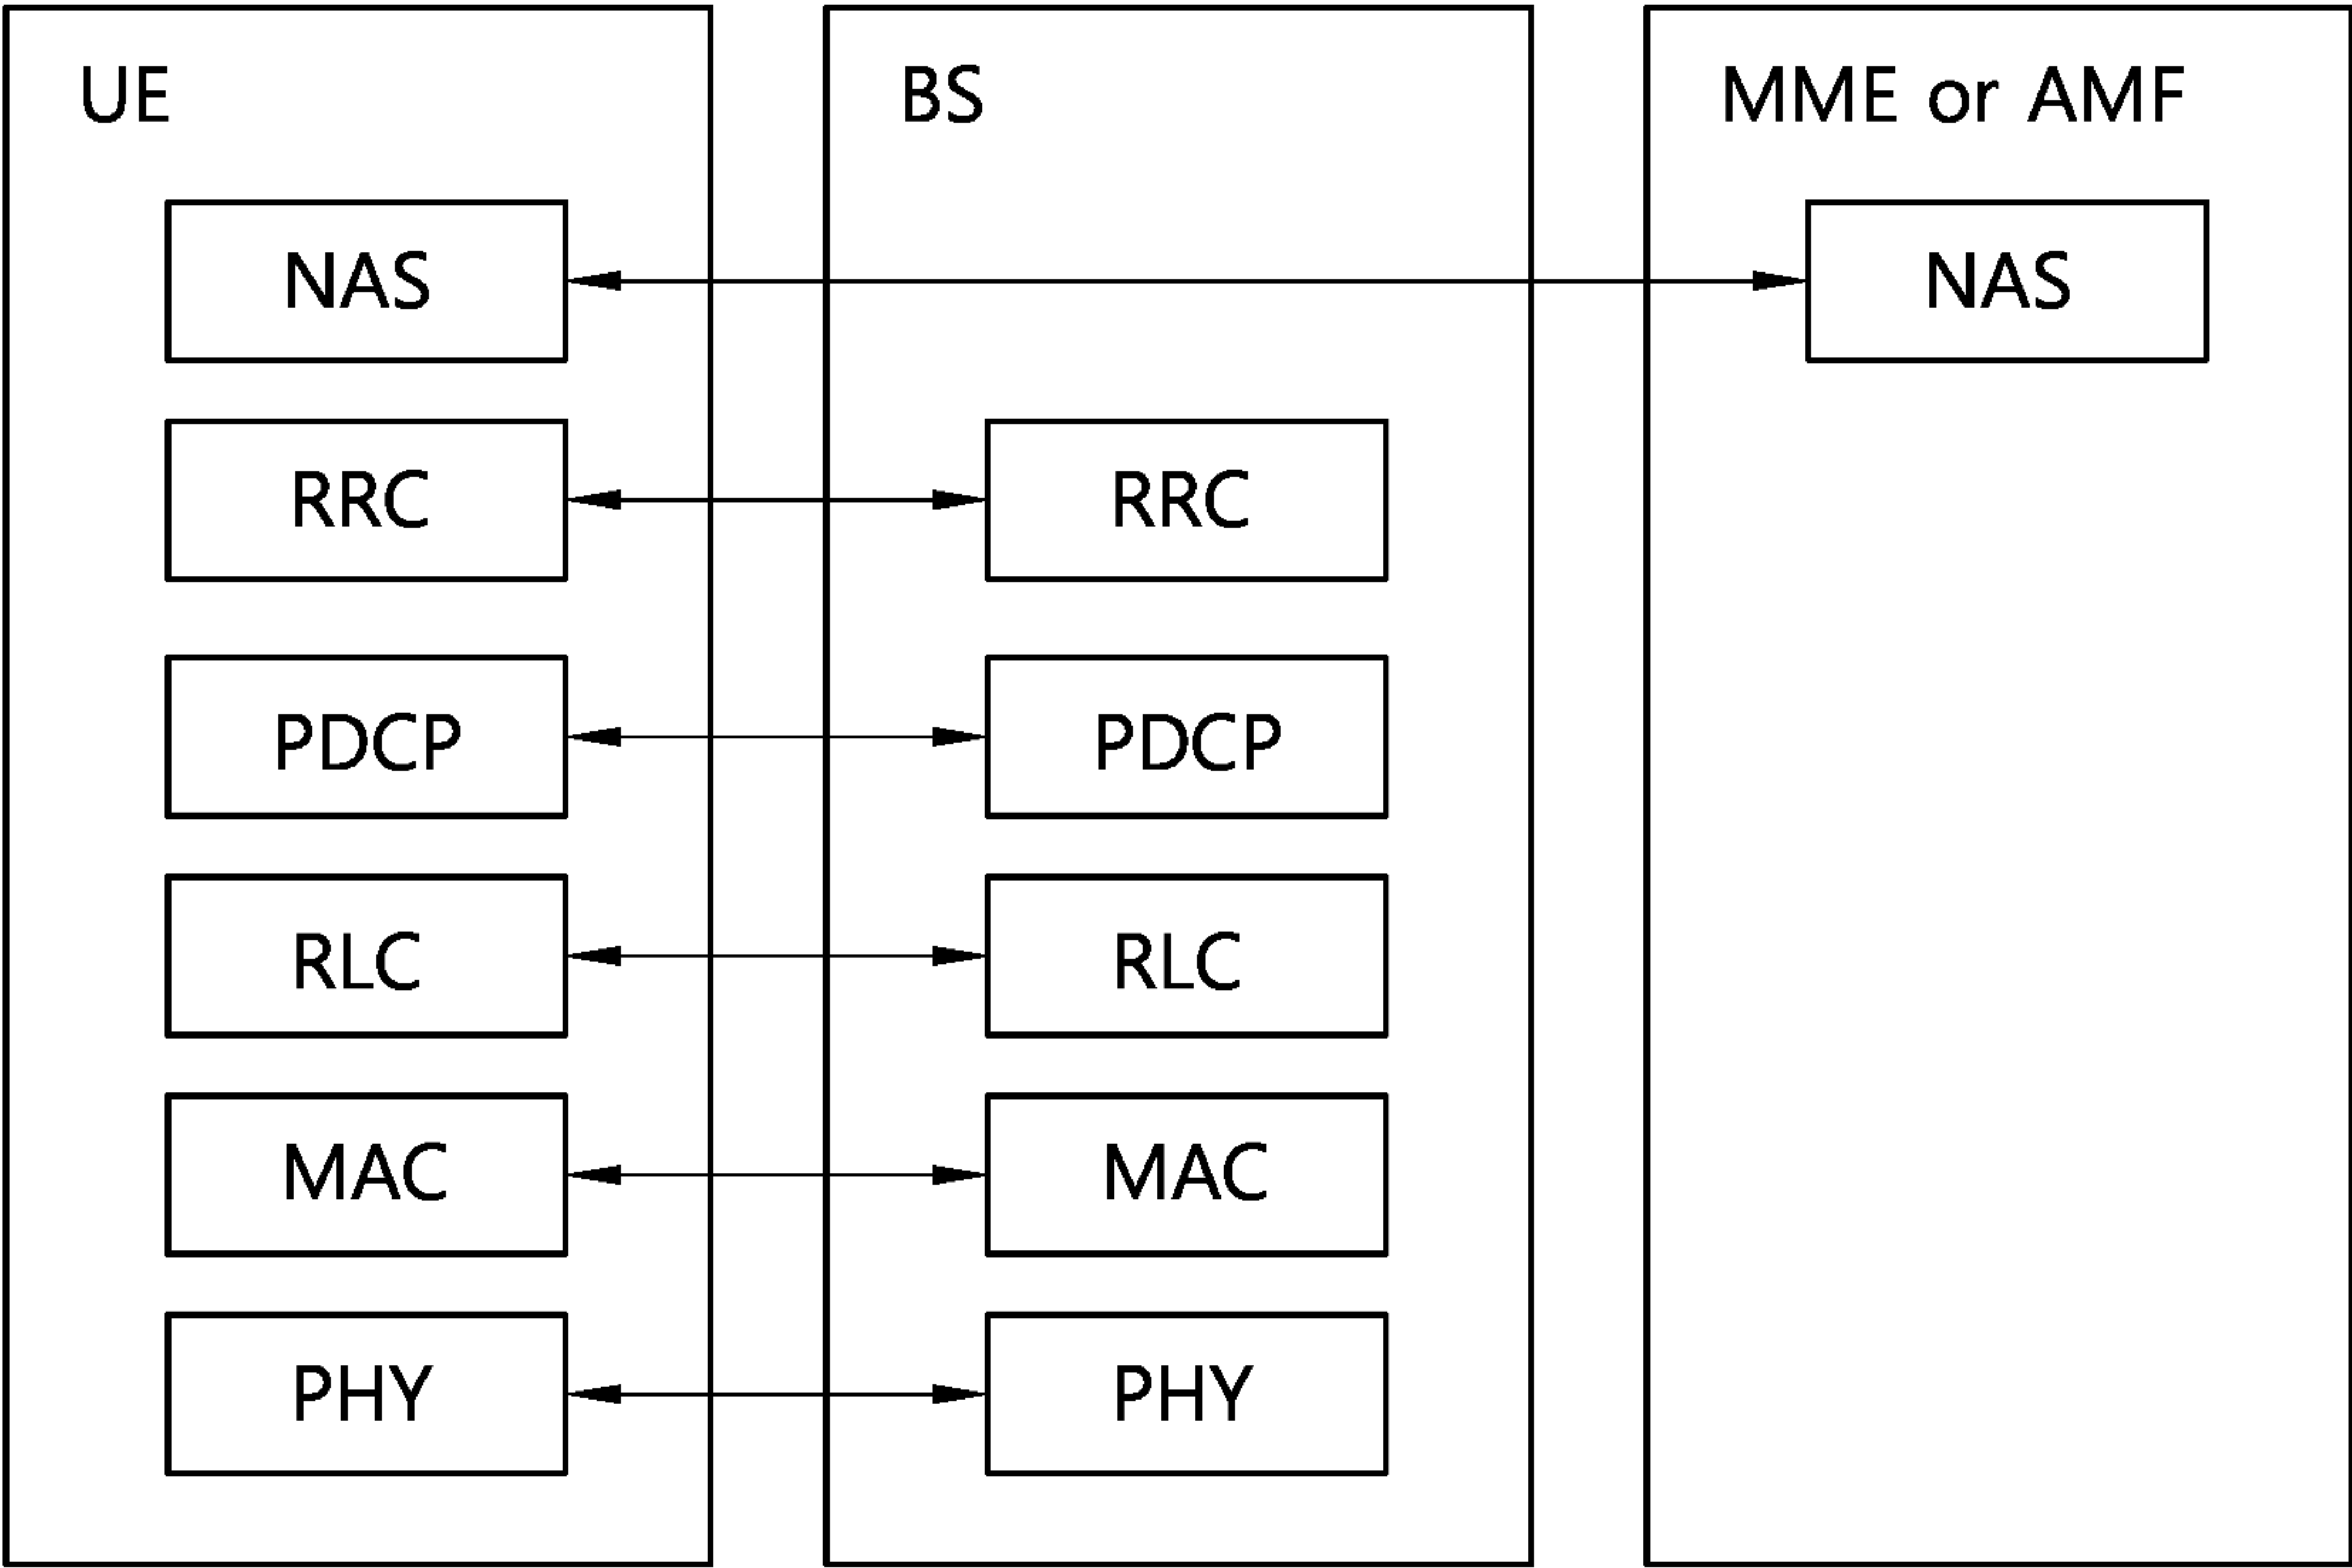 UE
BS
MME or AMF
NAS
NAS
RRC
RRC
PDCP
PDCP
RLC
RLC
MAC
MAC
PHY
PHY